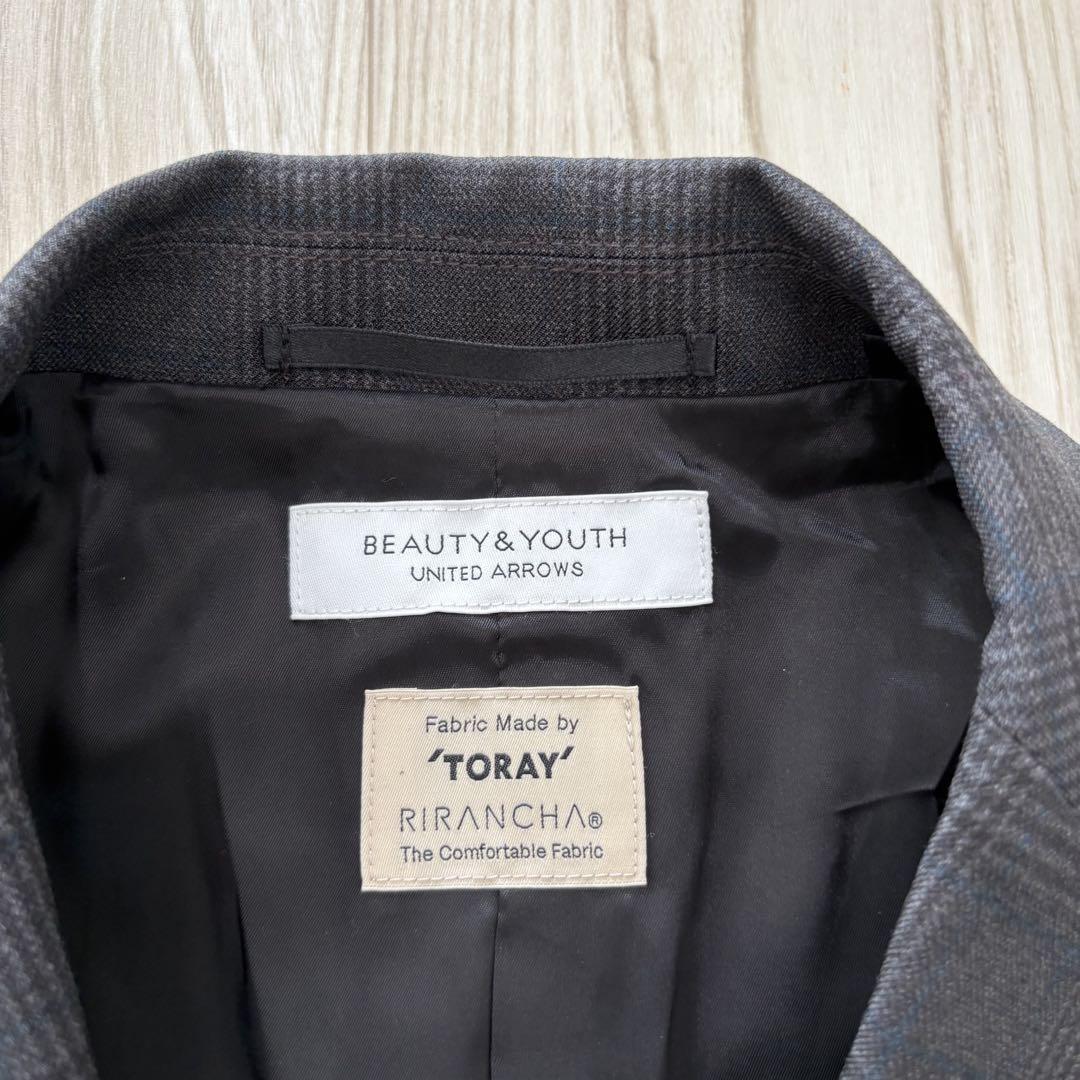 BEAUTY&YOUTH
UNITED ARROWS
Fabric Made by
'TORAY'
RIRANCHA®
The Comfortable Fabric